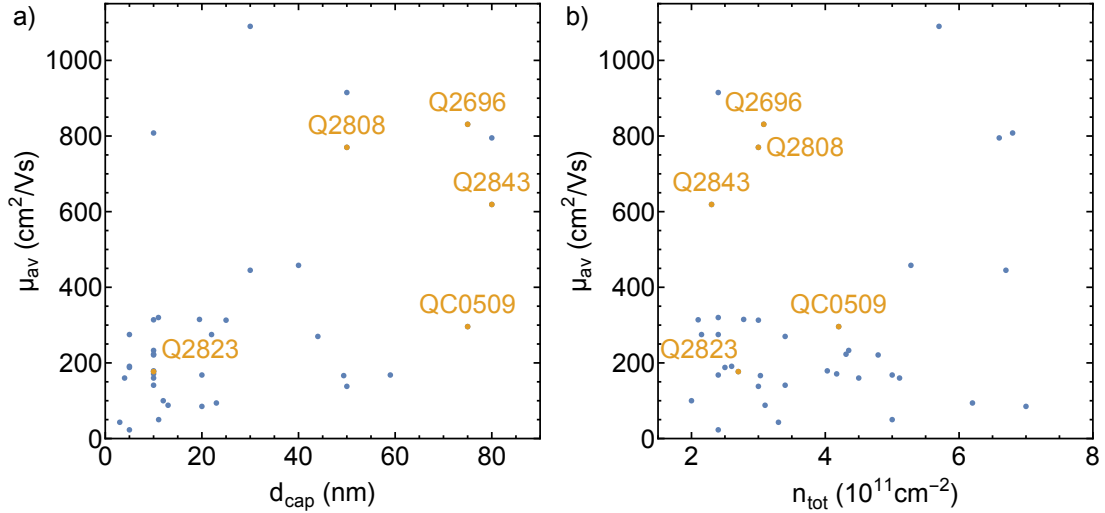 a)
1000
800
600
400
200
0
μav (cm²/Vs)
Q2696
Q2808
Q2843
QC0509
Q2823
0 20 40 60 80
dcap (nm)
b)
1000
800
600
400
200
0
μav (cm²/Vs)
Q2696
Q2808
Q2843
QC0509
Q2823
2 4 6 8
ntot (10¹¹cm⁻²)